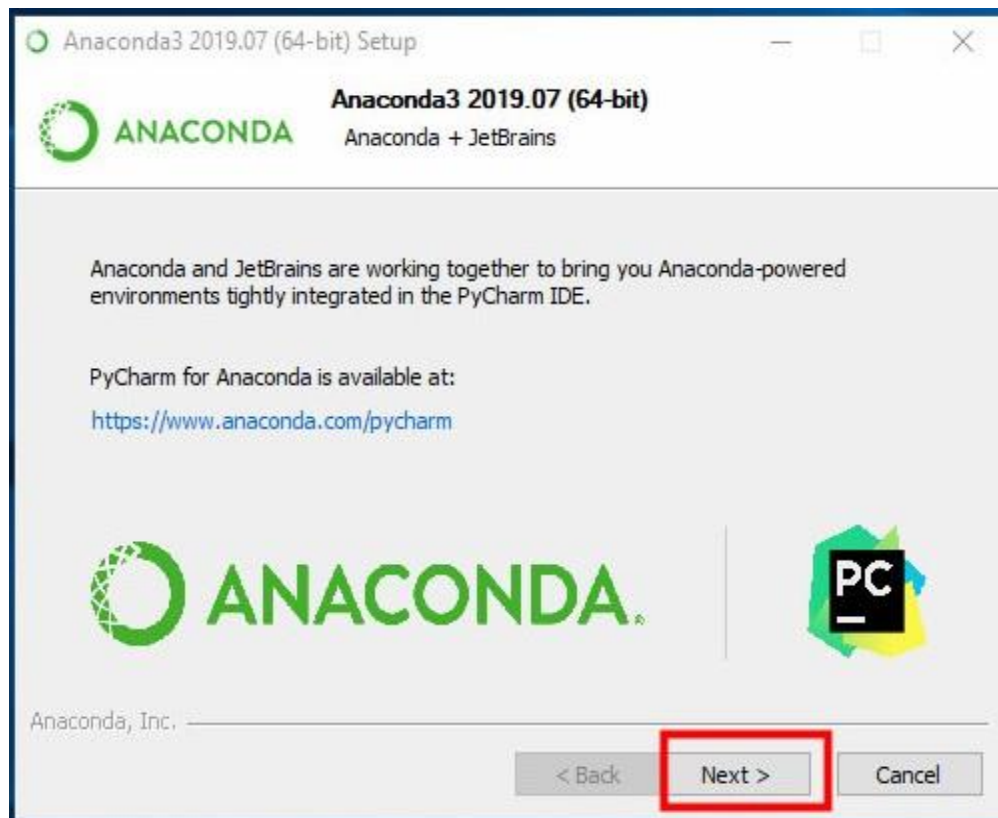 Anaconda3 2019.07 (64-bit) Setup
ANACONDA
Anaconda3 2019.07 (64-bit)
Anaconda + JetBrains
Anaconda and JetBrains are working together to bring you Anaconda-powered
environments tightly integrated in the PyCharm IDE.
PyCharm for Anaconda is available at:
https://www.anaconda.com/pycharm
ANACONDA®
PC
Anaconda, Inc.
< Back Next > Cancel